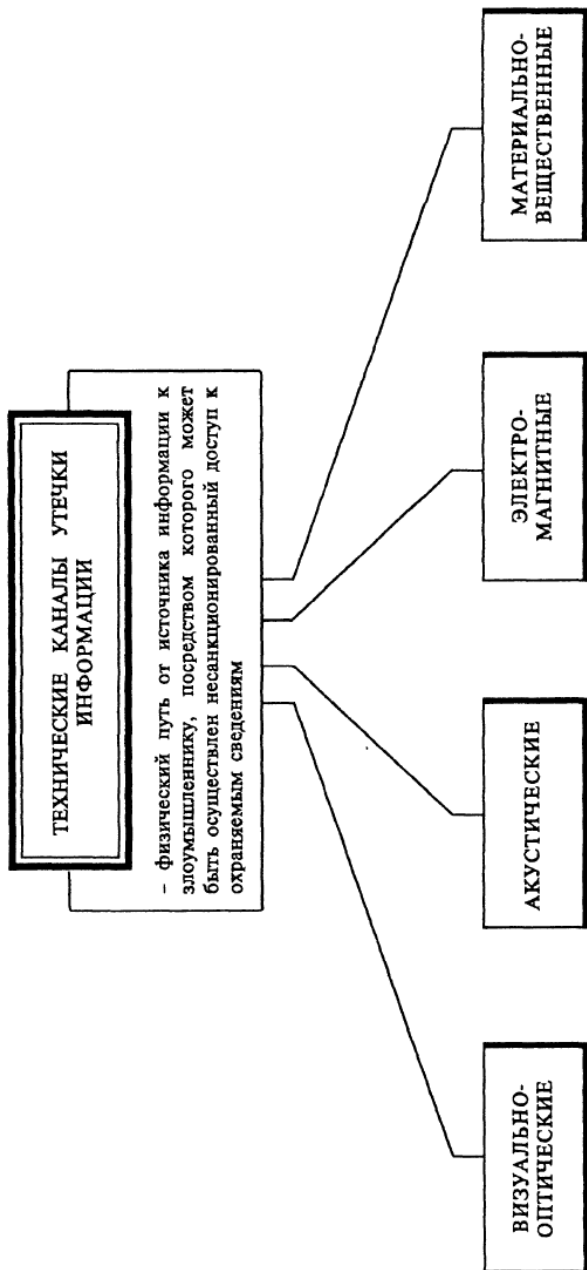 ТЕХНИЧЕСКИЕ КАНАЛЫ УТЕЧКИ
ИНФОРМАЦИИ
– физический путь от источника информации к
злоумышленнику, посредством которого может
быть осуществлен несанкционированный доступ к
охраняемым сведениям
ВИЗУАЛЬНО-
ОПТИЧЕСКИЕ
АКУСТИЧЕСКИЕ
ЭЛЕКТРО-
МАГНИТНЫЕ
МАТЕРИАЛЬНО-
ВЕЩЕСТВЕННЫЕ